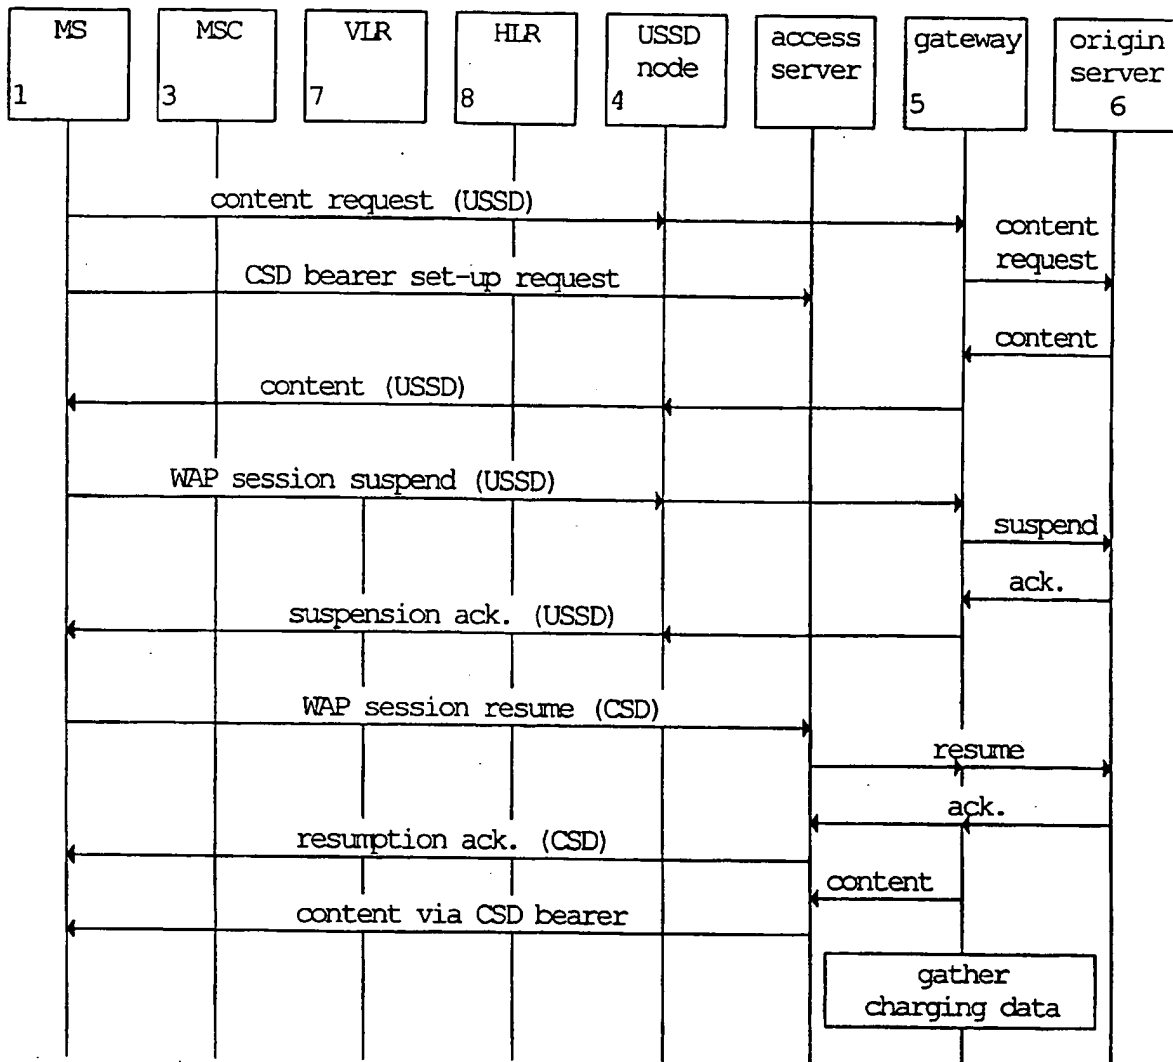 MS
1
MSC
3
VLR
7
HLR
8
USSD
node
4
access
server
gateway
5
origin
server
6
content request (USSD)
content
request
CSD bearer set-up request
content
content (USSD)
WAP session suspend (USSD)
suspend
ack.
suspension ack. (USSD)
WAP session resume (CSD)
resume
ack.
resumption ack. (CSD)
content
content via CSD bearer
gather
charging data